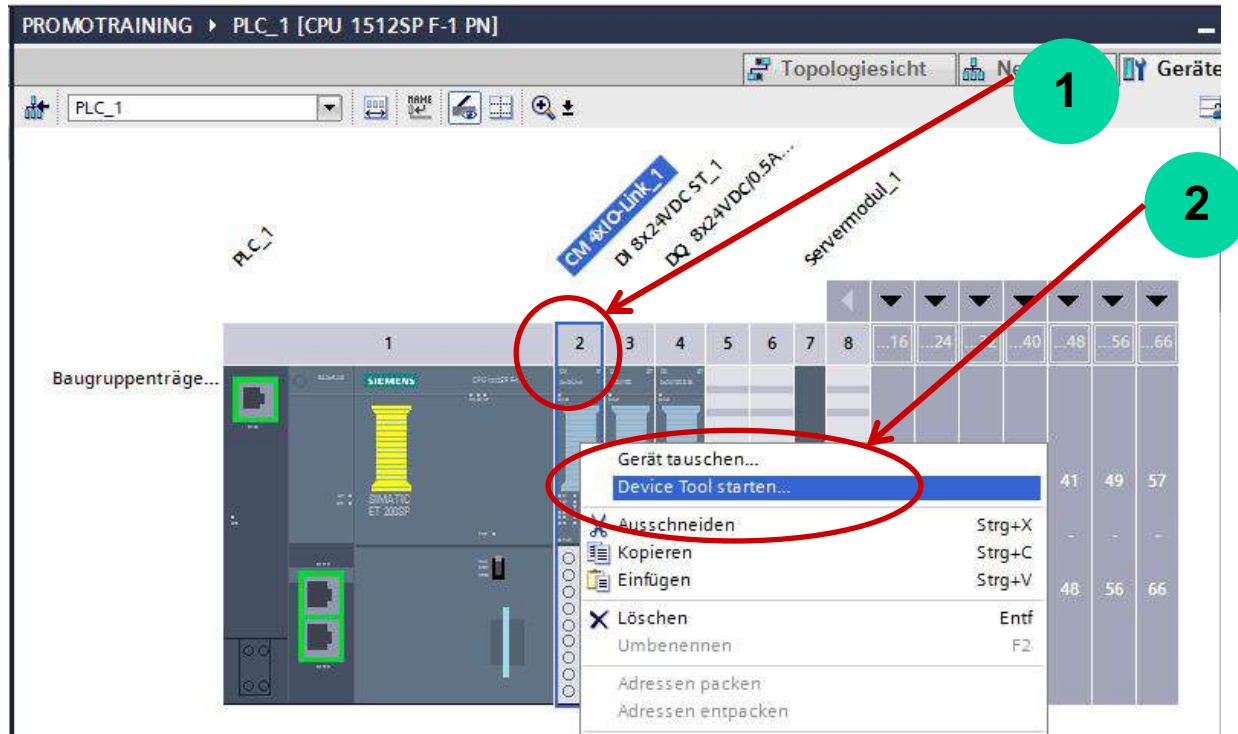 PROMOTRAINING ▸ PLC_1 [CPU 1512SP F-1 PN]
Topologiesicht
Geräte
1
PLC_1
2
PLC_1
CM 4xIO-Link_1
DI 8x24VDC ST_1
DQ 8x24VDC/0.5A...
Servermodul_1
1 2 3 4 5 6 7 8 ...16 ...24 ...40 ...48 ...56 ...66
Baugruppenträge...
SIEMENS
SIMATIC
ET 200SP
41 49 57
- - -
48 56 66
Gerät tauschen...
Device Tool starten...
Ausschneiden Strg+X
Kopieren Strg+C
Einfügen Strg+V
Löschen Entf
Umbenennen F2
Adressen packen
Adressen entpacken